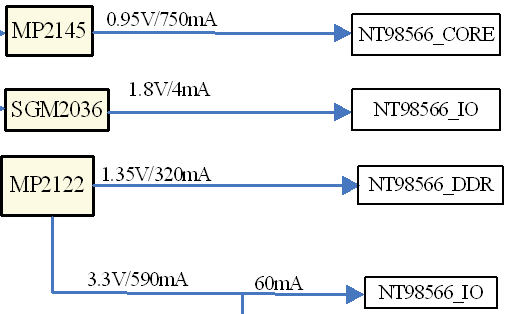 MP2145
0.95V/750mA
NT98566_CORE
SGM2036
1.8V/4mA
NT98566_IO
MP2122
1.35V/320mA
NT98566_DDR
3.3V/590mA
60mA
NT98566_IO